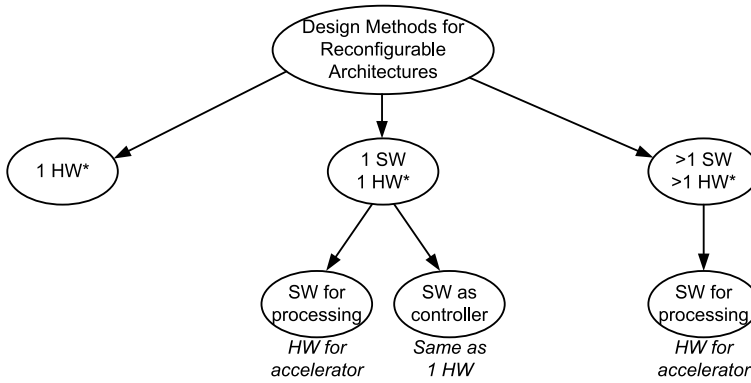 Design Methods for
Reconfigurable
Architectures
1 HW*
1 SW
1 HW*
>1 SW
>1 HW*
SW for
processing
HW for
accelerator
SW as
controller
Same as
1 HW
SW for
processing
HW for
accelerator